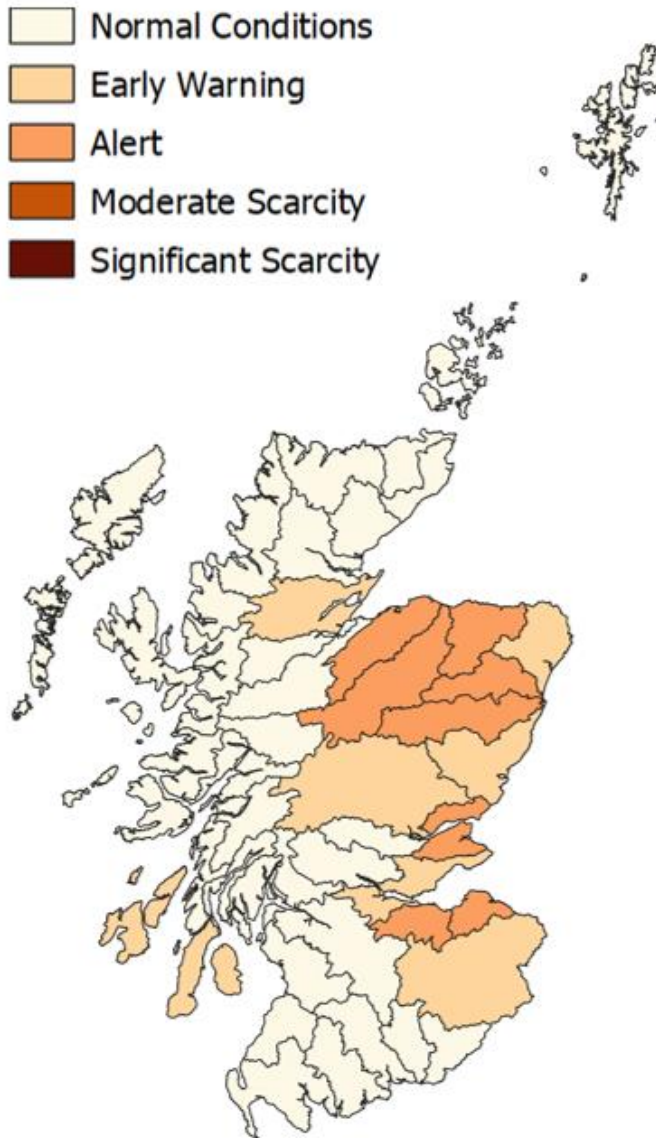 Normal Conditions
Early Warning
Alert
Moderate Scarcity
Significant Scarcity